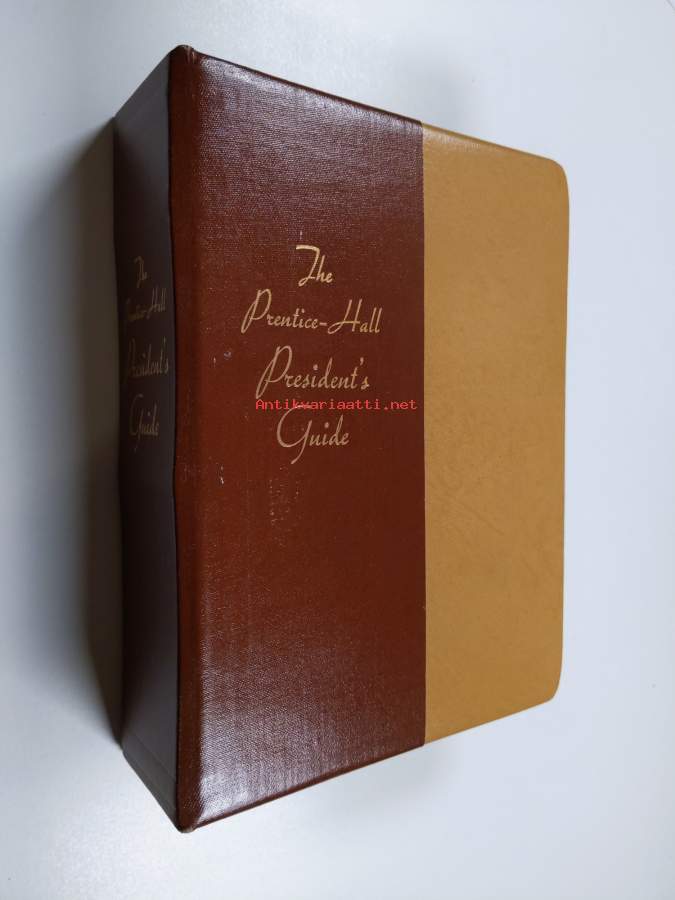 The
Prentice-Hall
President's
Guide
The
Prentice-Hall
President's
Guide
Antikvariaatti.net